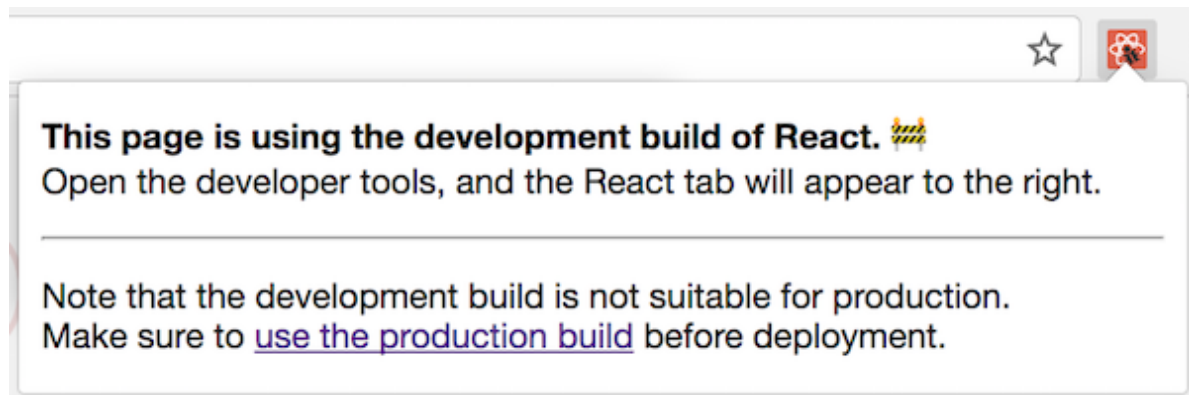 This page is using the development build of React. 🚧
Open the developer tools, and the React tab will appear to the right.
Note that the development build is not suitable for production.
Make sure to use the production build before deployment.